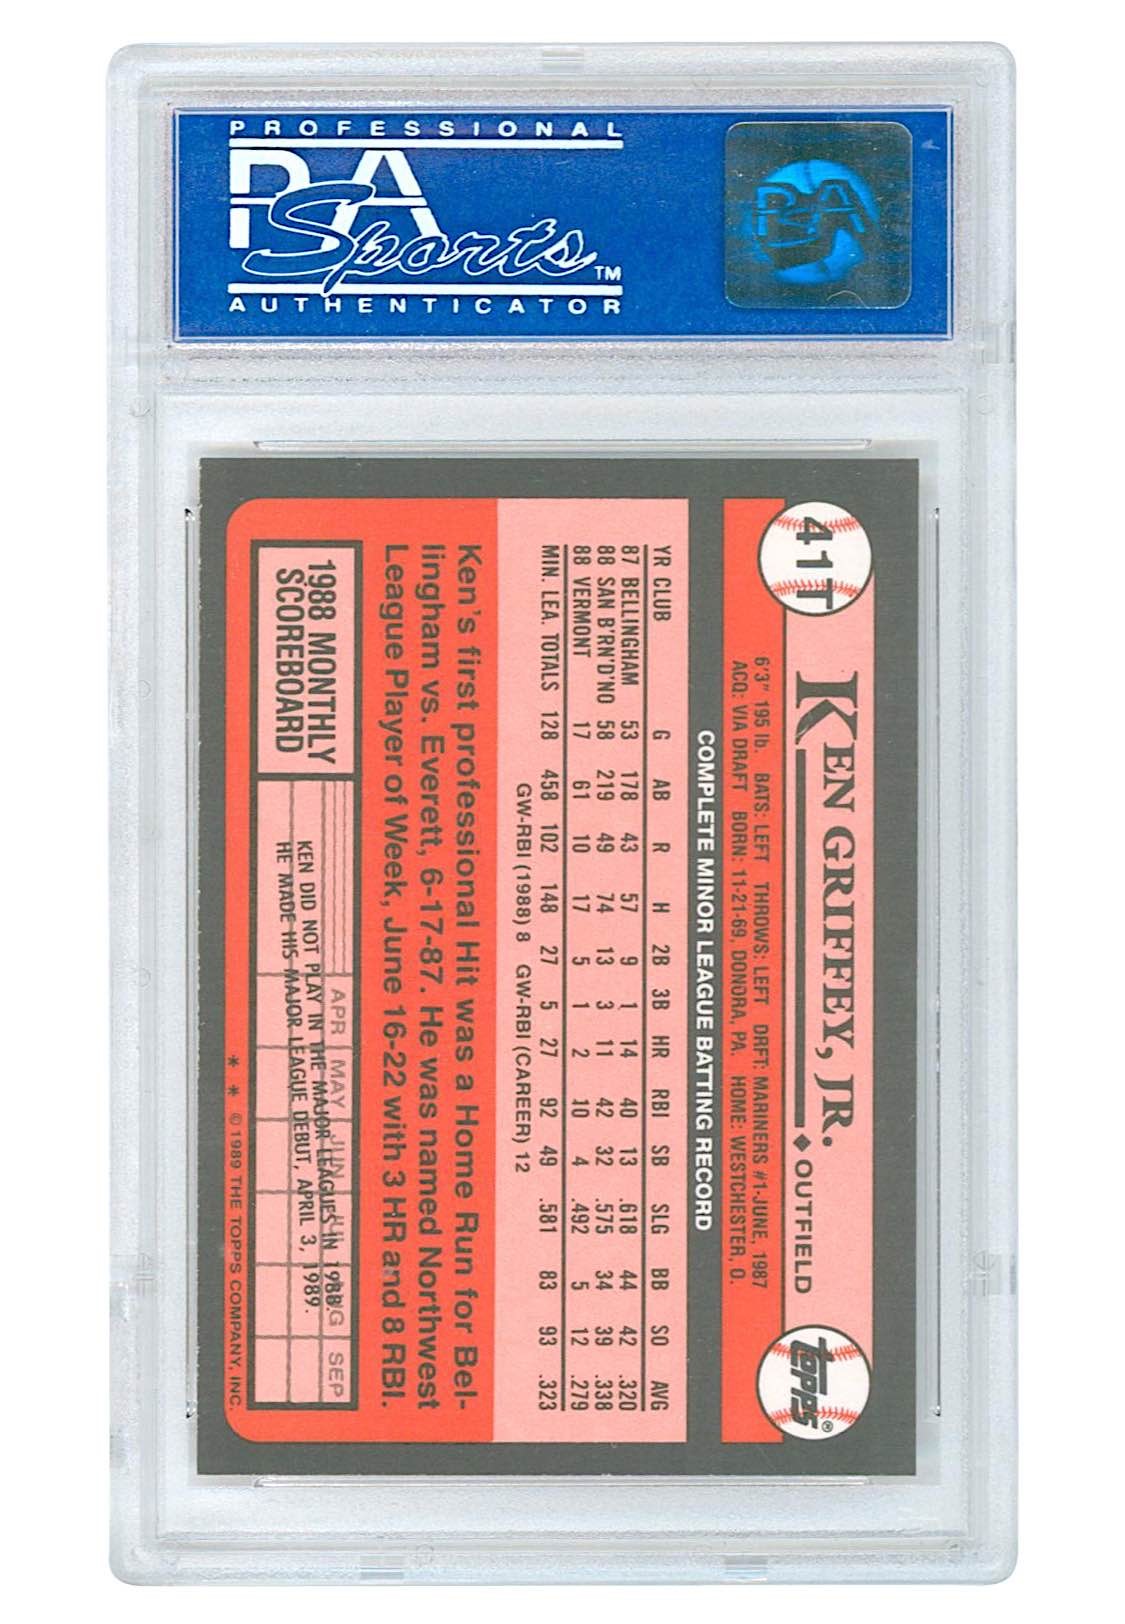 PROFESSIONAL
PSA
Sports™
AUTHENTICATOR
PSA
41T
KEN GRIFFEY, JR. ♦ OUTFIELD
topps®
6'3" 195 lb. BATS: LEFT THROWS: LEFT DRFT: MARINERS #1-JUNE, 1987
ACQ: VIA DRAFT BORN: 11-21-69, DONORA, PA. HOME: WESTCHESTER, O.
COMPLETE MINOR LEAGUE BATTING RECORD
YR CLUB G AB R H 2B 3B HR RBI SB SLG BB SO AVG
87 BELLINGHAM 53 178 43 57 9 1 14 40 13 .618 44 42 .320
88 SAN B'RN'D'NO 58 219 49 74 13 3 11 42 32 .575 34 39 .338
88 VERMONT 17 61 10 17 5 1 2 10 4 .492 5 12 .279
MIN. LEA. TOTALS 128 458 102 148 27 5 27 92 49 .581 83 93 .323
GW-RBI (1988) 8 GW-RBI (CAREER) 12
Ken's first professional Hit was a Home Run for Bel-
lingham vs. Everett, 6-17-87. He was named Northwest
League Player of Week, June 16-22 with 3 HR and 8 RBI.
1988 MONTHLY
SCOREBOARD
APR MAY JUN JUL AUG SEP
KEN DID NOT PLAY IN THE MAJOR LEAGUES IN 1988.
HE MADE HIS MAJOR LEAGUE DEBUT, APRIL 3, 1989.
* * © 1989 THE TOPPS COMPANY, INC.